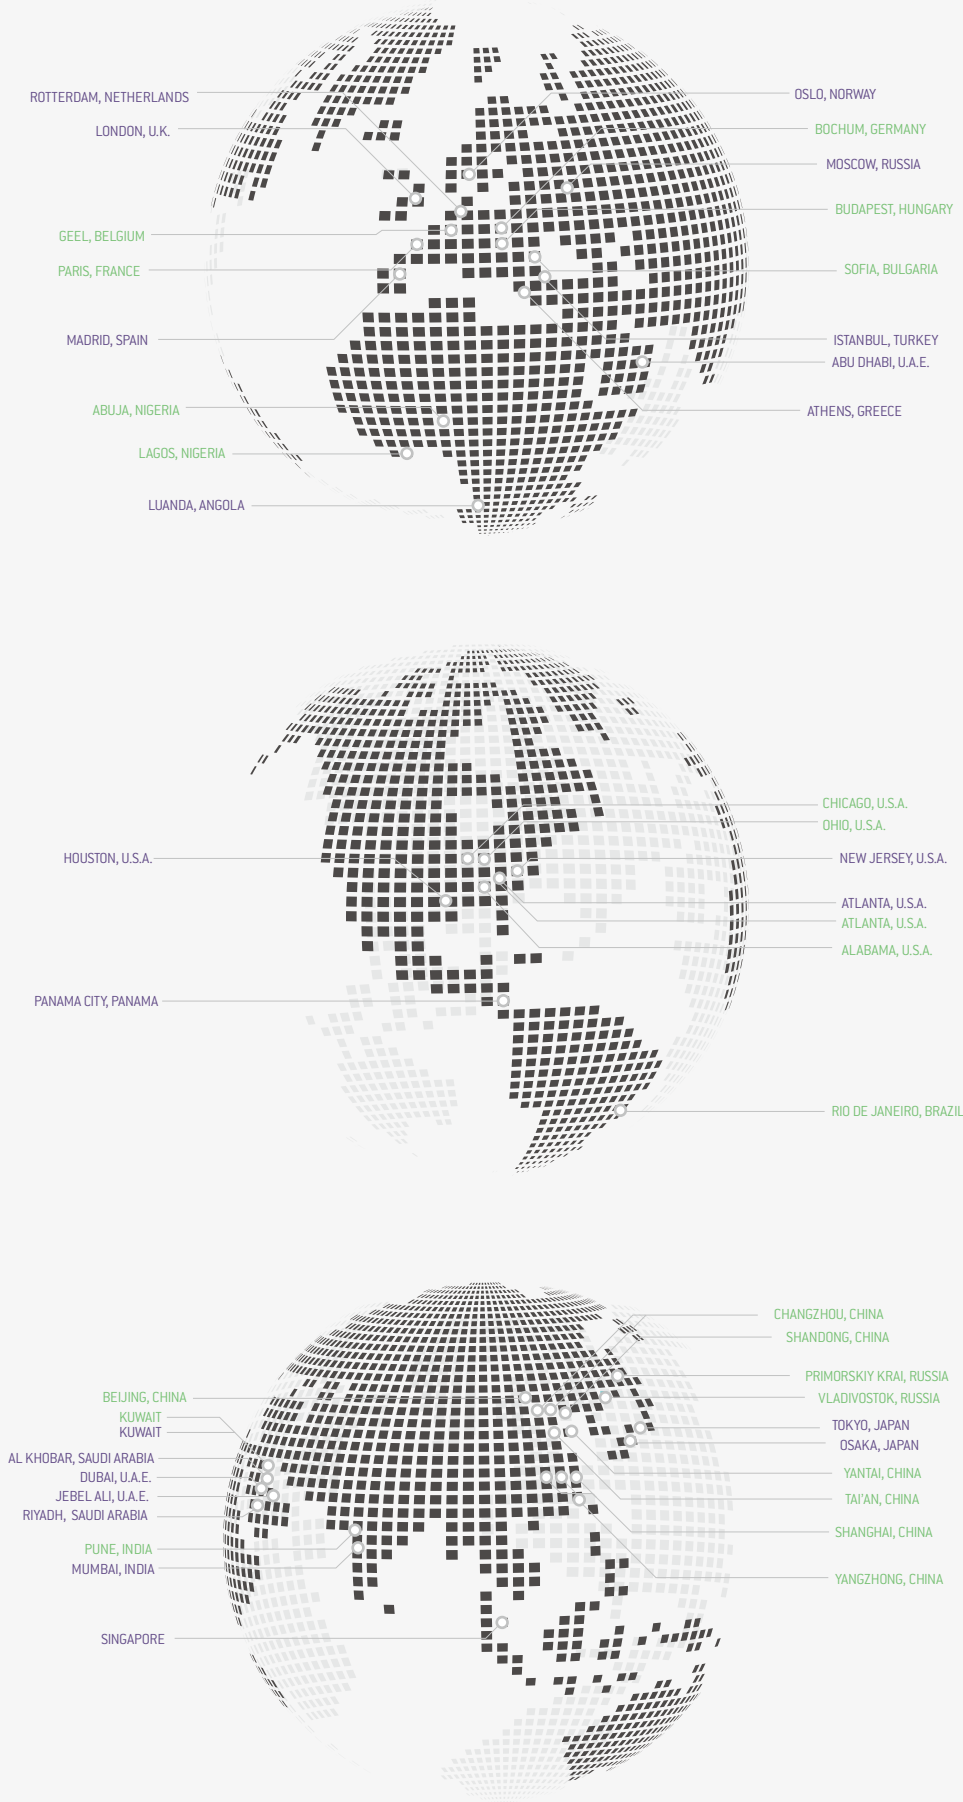 ROTTERDAM, NETHERLANDS
OSLO, NORWAY
LONDON, U.K.
BOCHUM, GERMANY
MOSCOW, RUSSIA
BUDAPEST, HUNGARY
GEEL, BELGIUM
PARIS, FRANCE
SOFIA, BULGARIA
MADRID, SPAIN
ISTANBUL, TURKEY
ABU DHABI, U.A.E.
ABUJA, NIGERIA
ATHENS, GREECE
LAGOS, NIGERIA
LUANDA, ANGOLA
CHICAGO, U.S.A.
OHIO, U.S.A.
HOUSTON, U.S.A.
NEW JERSEY, U.S.A.
ATLANTA, U.S.A.
ATLANTA, U.S.A.
ALABAMA, U.S.A.
PANAMA CITY, PANAMA
RIO DE JANEIRO, BRAZIL
CHANGZHOU, CHINA
SHANDONG, CHINA
PRIMORSKIY KRAI, RUSSIA
BEIJING, CHINA
VLADIVOSTOK, RUSSIA
KUWAIT
KUWAIT
TOKYO, JAPAN
OSAKA, JAPAN
AL KHOBAR, SAUDI ARABIA
YANTAI, CHINA
DUBAI, U.A.E.
JEBEL ALI, U.A.E.
TAI'AN, CHINA
RIYADH, SAUDI ARABIA
SHANGHAI, CHINA
PUNE, INDIA
MUMBAI, INDIA
YANGZHONG, CHINA
SINGAPORE